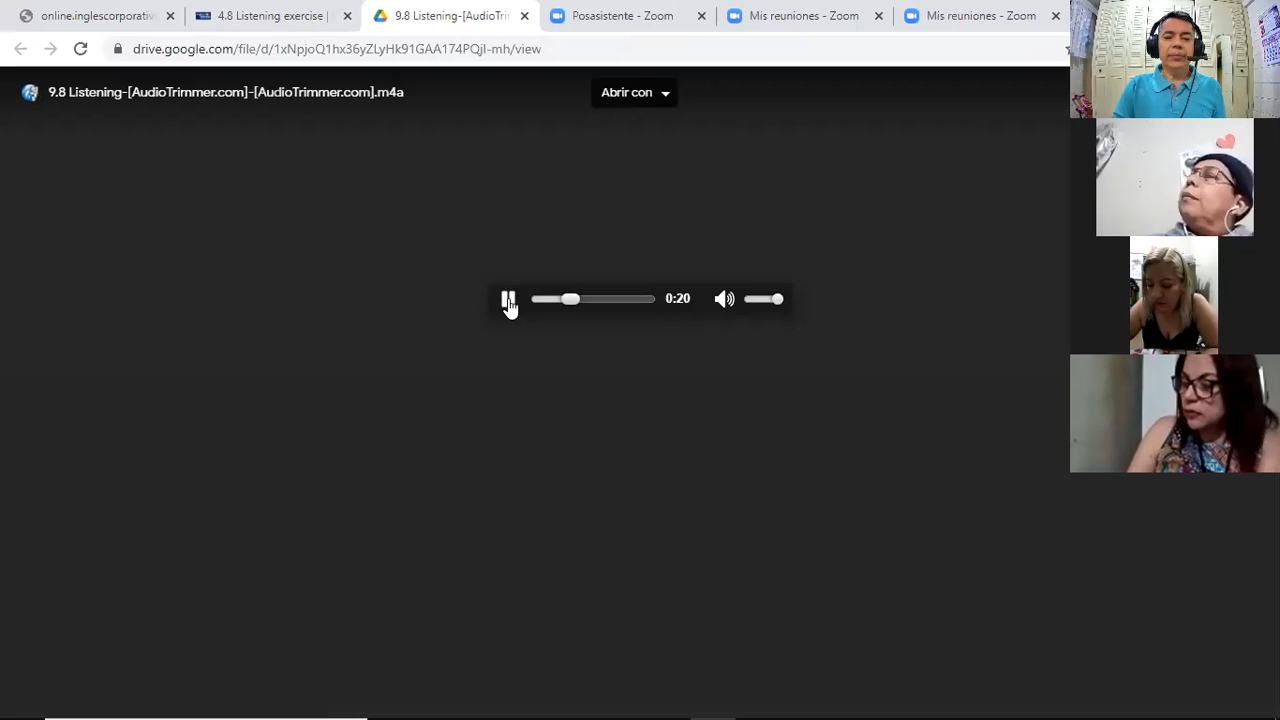 online.inglescorporativ
4.8 Listening exercise
9.8 Listening-[AudioTri
Posasistente - Zoom
Mis reuniones - Zoom
Mis reuniones - Zoom
drive.google.com/file/d/1xNpjoQ1hx36yZLyHk91GAA174PQjI-mh/view
9.8 Listening-[AudioTrimmer.com]-[AudioTrimmer.com].m4a
Abrir con
0:20